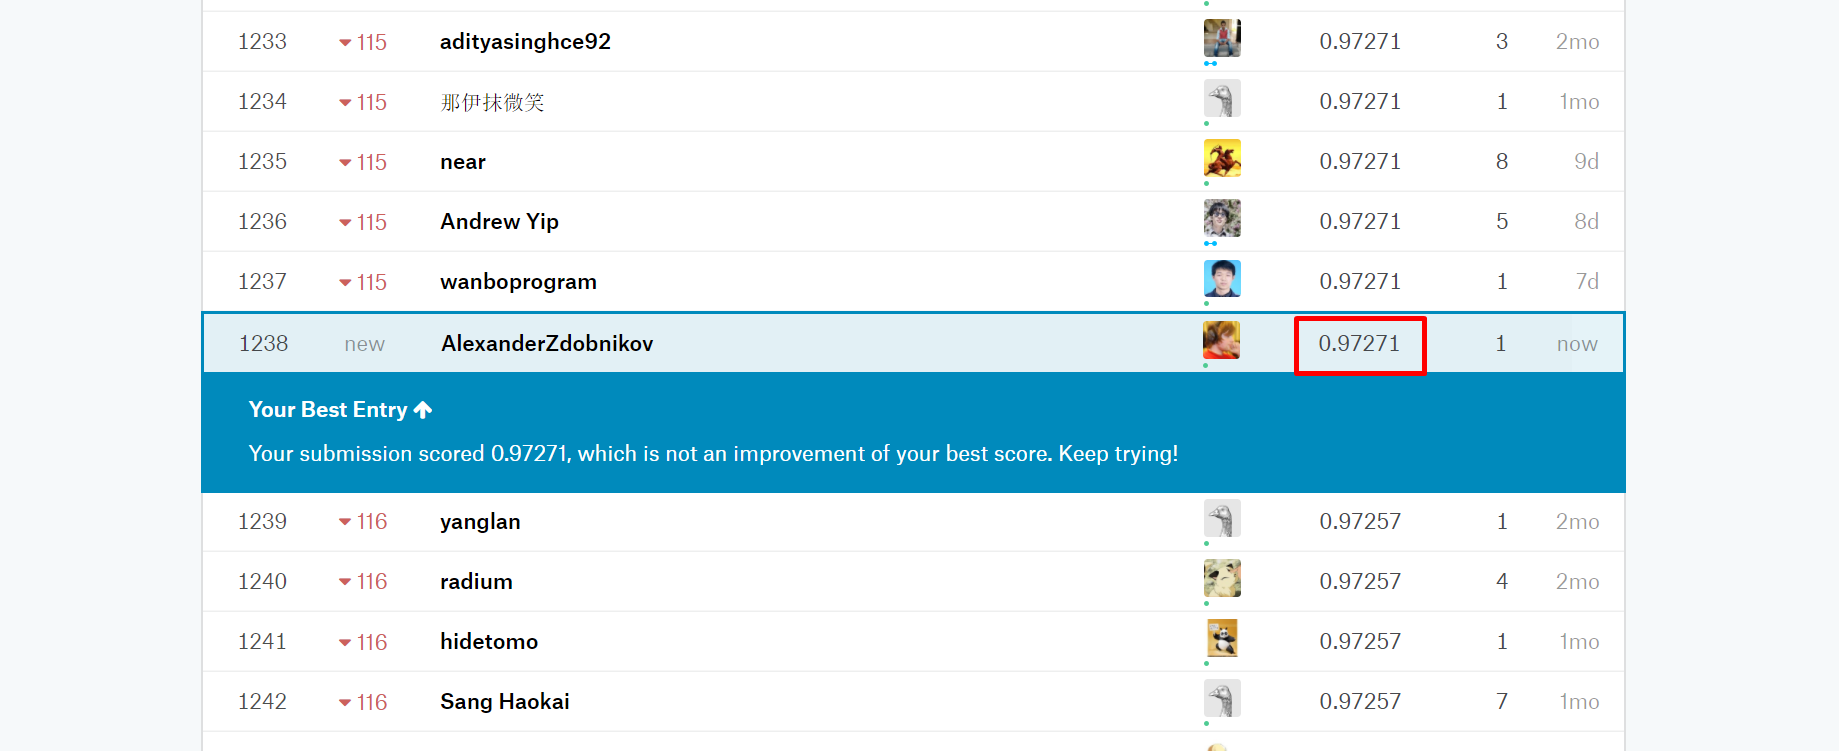 1233 115 adityasinghce92 0.97271 3 2mo
1234 115 那伊抹微笑 0.97271 1 1mo
1235 115 near 0.97271 8 9d
1236 115 Andrew Yip 0.97271 5 8d
1237 115 wanboprogram 0.97271 1 7d
1238 new AlexanderZdobnikov 0.97271 1 now
Your Best Entry
Your submission scored 0.97271, which is not an improvement of your best score. Keep trying!
1239 116 yanglan 0.97257 1 2mo
1240 116 radium 0.97257 4 2mo
1241 116 hidetomo 0.97257 1 1mo
1242 116 Sang Haokai 0.97257 7 1mo